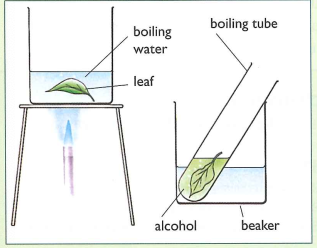 boiling
water
leaf
boiling tube
alcohol
beaker